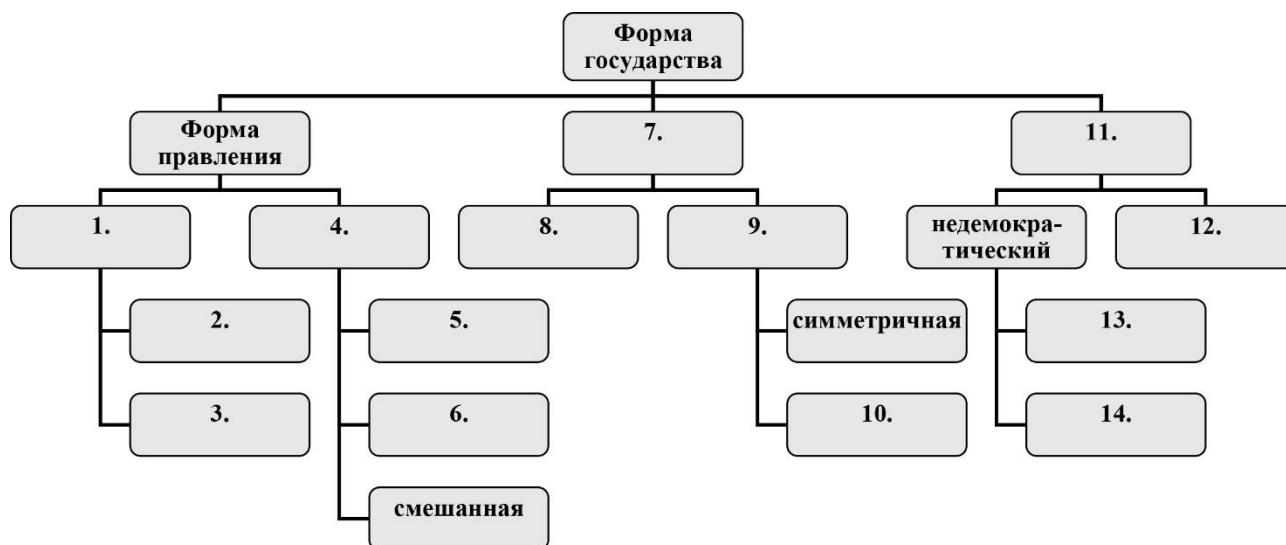 Форма
государства
Форма
правления
7.
11.
1.
4.
8.
9.
недемокра-
тический
12.
2.
5.
симметричная
13.
3.
6.
10.
14.
смешанная